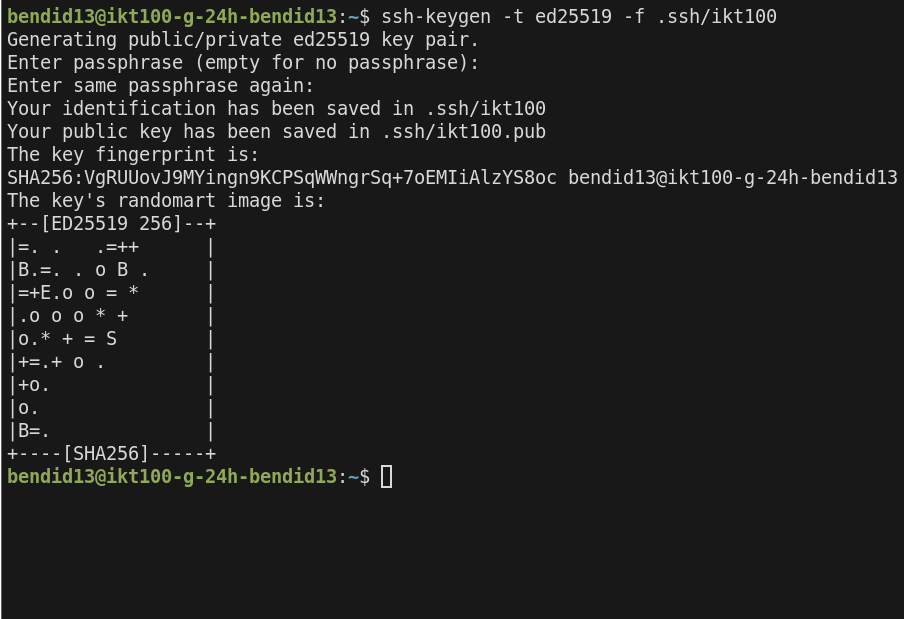 bendid13@ikt100-g-24h-bendid13:~$ ssh-keygen -t ed25519 -f .ssh/ikt100
Generating public/private ed25519 key pair.
Enter passphrase (empty for no passphrase):
Enter same passphrase again:
Your identification has been saved in .ssh/ikt100
Your public key has been saved in .ssh/ikt100.pub
The key fingerprint is:
SHA256:VgRUUovJ9MYingn9KCPSqWWngrSq+7oEMIiAlzYS8oc bendid13@ikt100-g-24h-bendid13
The key's randomart image is:
+--[ED25519 256]--+
|=. .   .=++      |
|B.=. . o B .     |
|=+E.o o = *      |
|.o o o * +       |
|o.* + = S        |
|+=.+ o .         |
|+o.              |
|o.               |
|B=.              |
+----[SHA256]-----+
bendid13@ikt100-g-24h-bendid13:~$